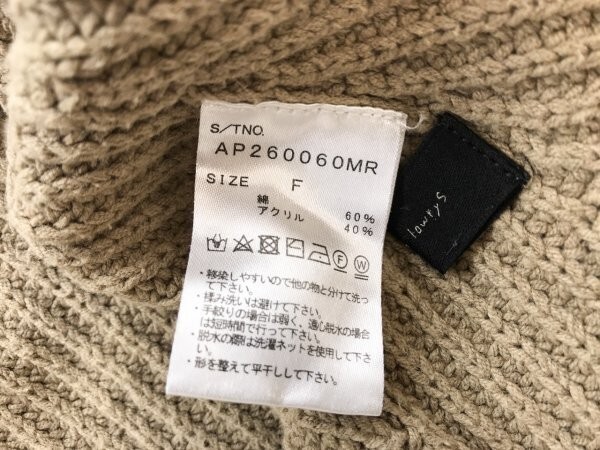 S/TNO.
AP260060MR
SIZE F
綿 60%
アクリル 40%
・移染しやすいので他の物と分けて洗っ
て下さい。
・揉み洗いは避けて下さい。
・手絞りの場合は弱く、遠心脱水の場合
は短時間で行って下さい。
・脱水の際は洗濯ネットを使用して下さ
い。
・形を整えて平干しして下さい。
lowrys